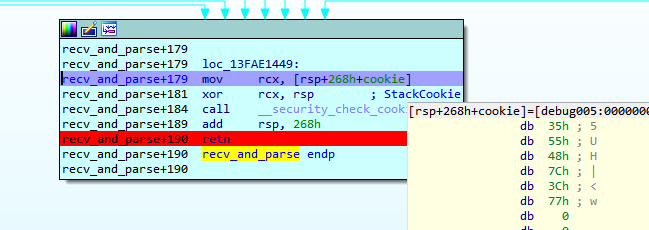 recv_and_parse+179
recv_and_parse+179 loc_13FAE1449:
recv_and_parse+179 mov rcx, [rsp+268h+cookie]
recv_and_parse+181 xor rcx, rsp ; StackCookie
recv_and_parse+184 call __security_check_cook
recv_and_parse+189 add rsp, 268h
recv_and_parse+190 retn
recv_and_parse+190 recv_and_parse endp
recv_and_parse+190
[rsp+268h+cookie]=[debug005:0000000
db 35h ; 5
db 55h ; U
db 48h ; H
db 7Ch ; |
db 3Ch ; <
db 77h ; w
db 0
db 0